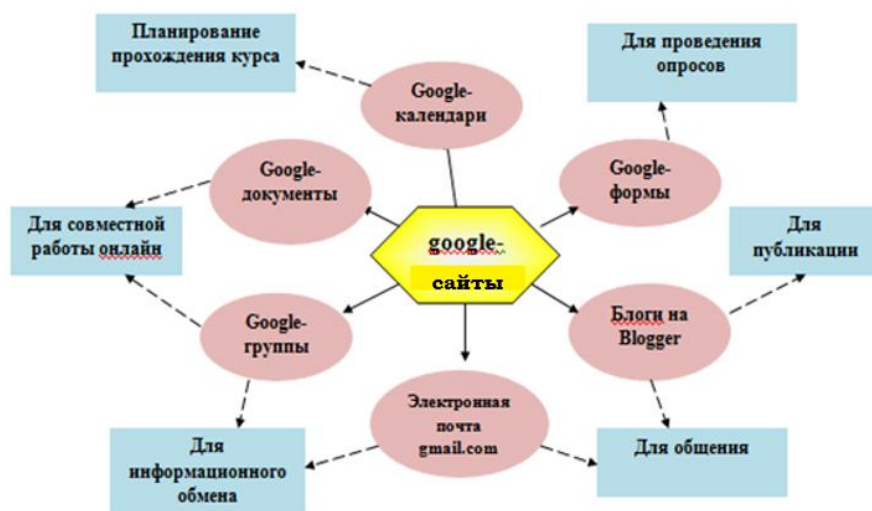 Планирование
прохождения курса
Для проведения
опросов
Google-
календари
Google-
документы
Google-
формы
Для совместной
работы онлайн
google-
сайты
Для
публикации
Google-
группы
Блоги на
Blogger
Электронная
почта
gmail.com
Для
информационного
обмена
Для общения